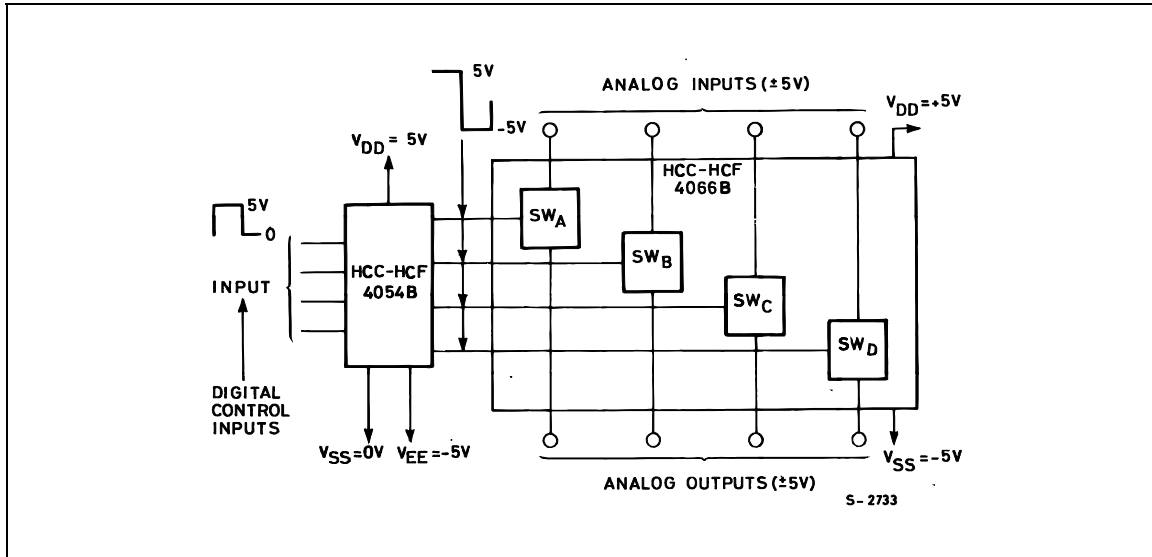 5V
-5V
ANALOG INPUTS (±5V)
VDD=+5V
VDD= 5V
HCC-HCF
4066B
5V
0
SWA
SWB
SWC
SWD
HCC-HCF
4054B
INPUT
DIGITAL
CONTROL
INPUTS
VSS=0V
VEE=-5V
VSS=-5V
ANALOG OUTPUTS (±5V)
S-2733